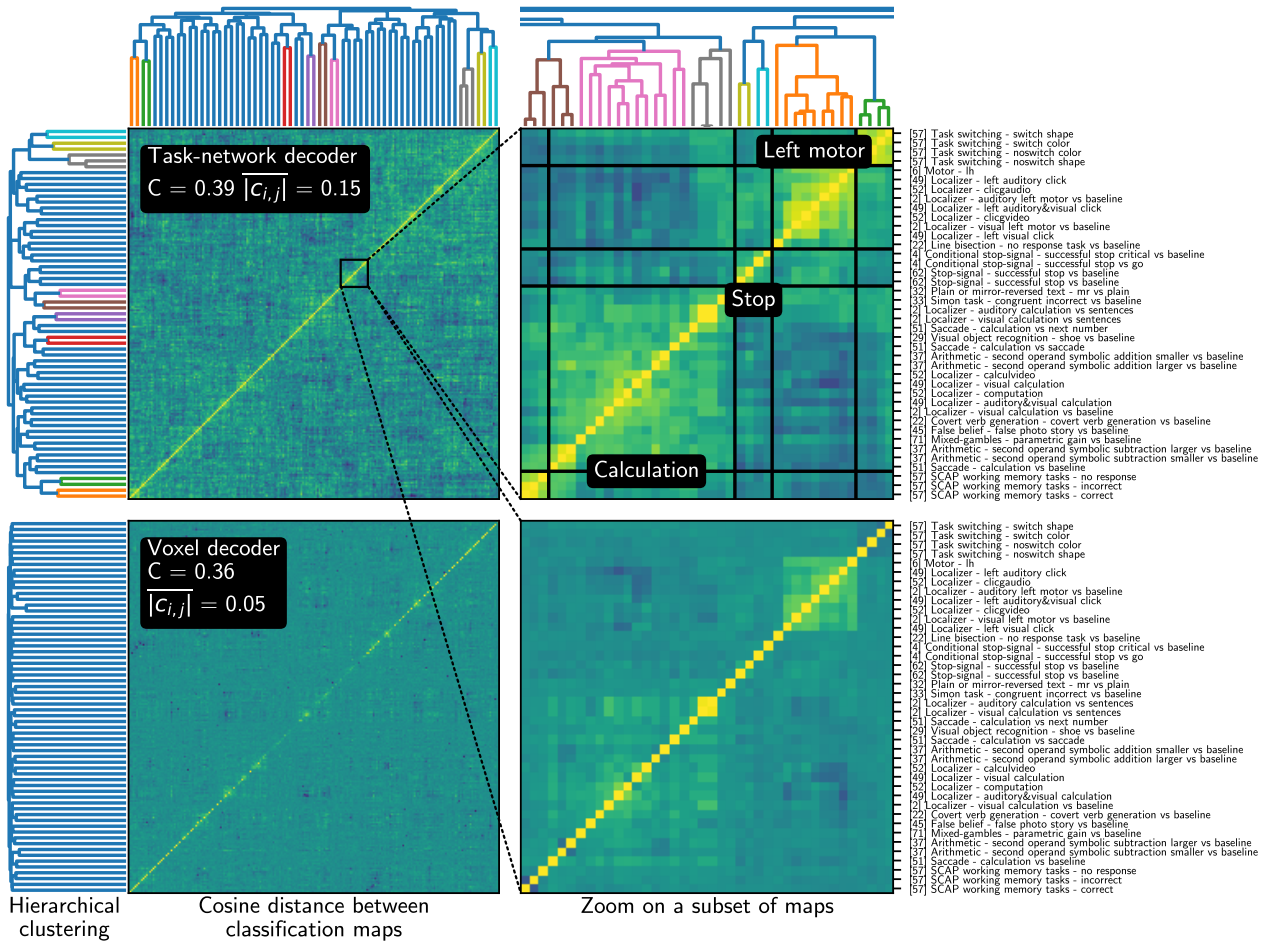 Task-network decoder
C = 0.39 |c_{i,j}| = 0.15
Left motor
Stop
Calculation
[57] Task switching - switch shape
[57] Task switching - switch color
[57] Task switching - noswitch color
[57] Task switching - noswitch shape
[6] Motor - lh
[49] Localizer - left auditory click
[52] Localizer - clicgaudio
[2] Localizer - auditory left motor vs baseline
[49] Localizer - left auditory&visual click
[52] Localizer - clicgvideo
[2] Localizer - visual left motor vs baseline
[49] Localizer - left visual click
[22] Line bisection - no response task vs baseline
[4] Conditional stop-signal - successful stop critical vs baseline
[4] Conditional stop-signal - successful stop vs go
[62] Stop-signal - successful stop vs baseline
[62] Stop-signal - successful stop vs baseline
[32] Plain or mirror-reversed text - mr vs plain
[33] Simon task - congruent incorrect vs baseline
[2] Localizer - auditory calculation vs sentences
[2] Localizer - visual calculation vs sentences
[51] Saccade - calculation vs next number
[29] Visual object recognition - shoe vs baseline
[51] Saccade - calculation vs saccade
[37] Arithmetic - second operand symbolic addition smaller vs baseline
[37] Arithmetic - second operand symbolic addition larger vs baseline
[52] Localizer - calculvideo
[49] Localizer - visual calculation
[52] Localizer - computation
[49] Localizer - auditory&visual calculation
[2] Localizer - visual calculation vs baseline
[22] Covert verb generation - covert verb generation vs baseline
[45] False belief - false photo story vs baseline
[71] Mixed-gambles - parametric gain vs baseline
[37] Arithmetic - second operand symbolic subtraction larger vs baseline
[37] Arithmetic - second operand symbolic subtraction smaller vs baseline
[51] Saccade - calculation vs baseline
[57] SCAP working memory tasks - no response
[57] SCAP working memory tasks - incorrect
[57] SCAP working memory tasks - correct
Voxel decoder
C = 0.36
|c_{i,j}| = 0.05
[57] Task switching - switch shape
[57] Task switching - switch color
[57] Task switching - noswitch color
[57] Task switching - noswitch shape
[6] Motor - lh
[49] Localizer - left auditory click
[52] Localizer - clicgaudio
[2] Localizer - auditory left motor vs baseline
[49] Localizer - left auditory&visual click
[52] Localizer - clicgvideo
[2] Localizer - visual left motor vs baseline
[49] Localizer - left visual click
[22] Line bisection - no response task vs baseline
[4] Conditional stop-signal - successful stop critical vs baseline
[4] Conditional stop-signal - successful stop vs go
[62] Stop-signal - successful stop vs baseline
[62] Stop-signal - successful stop vs baseline
[32] Plain or mirror-reversed text - mr vs plain
[33] Simon task - congruent incorrect vs baseline
[2] Localizer - auditory calculation vs sentences
[2] Localizer - visual calculation vs sentences
[51] Saccade - calculation vs next number
[29] Visual object recognition - shoe vs baseline
[51] Saccade - calculation vs saccade
[37] Arithmetic - second operand symbolic addition smaller vs baseline
[37] Arithmetic - second operand symbolic addition larger vs baseline
[52] Localizer - calculvideo
[49] Localizer - visual calculation
[52] Localizer - computation
[49] Localizer - auditory&visual calculation
[2] Localizer - visual calculation vs baseline
[22] Covert verb generation - covert verb generation vs baseline
[45] False belief - false photo story vs baseline
[71] Mixed-gambles - parametric gain vs baseline
[37] Arithmetic - second operand symbolic subtraction larger vs baseline
[37] Arithmetic - second operand symbolic subtraction smaller vs baseline
[51] Saccade - calculation vs baseline
[57] SCAP working memory tasks - no response
[57] SCAP working memory tasks - incorrect
[57] SCAP working memory tasks - correct
Hierarchical
clustering
Cosine distance between
classification maps
Zoom on a subset of maps